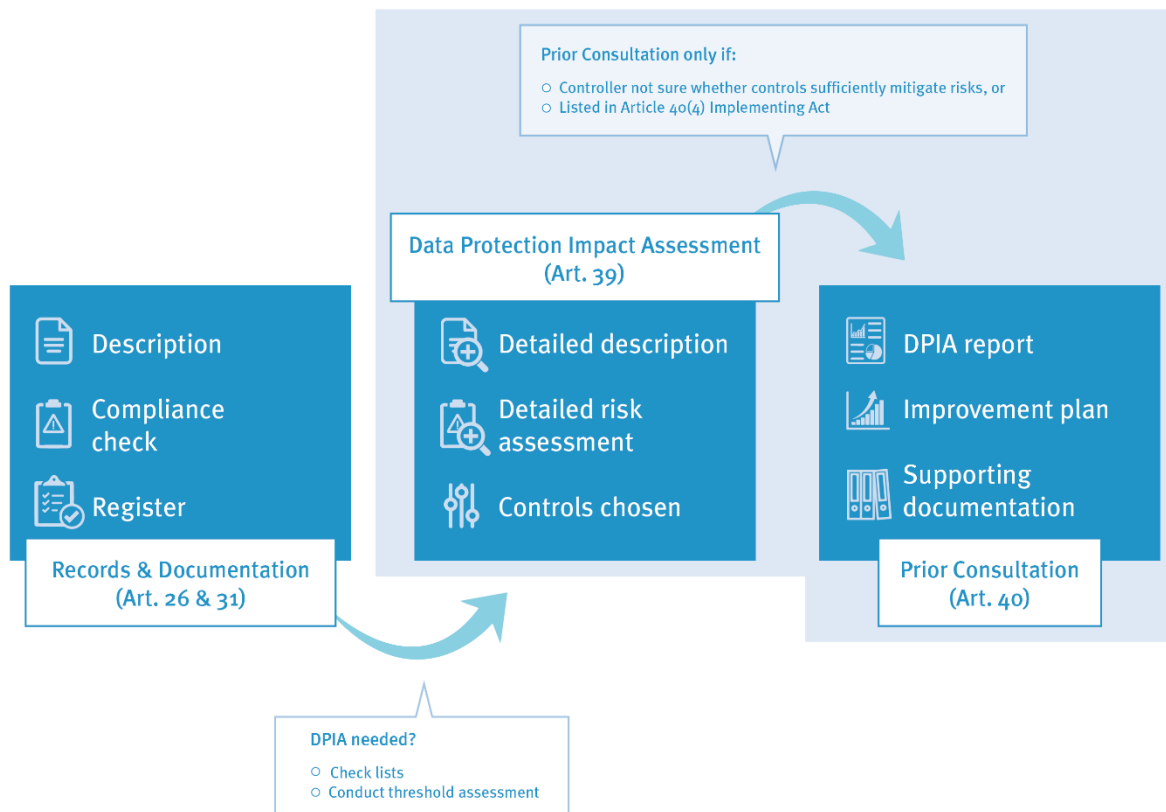 Prior Consultation only if:
Controller not sure whether controls sufficiently mitigate risks, or
Listed in Article 40(4) Implementing Act
Data Protection Impact Assessment
(Art. 39)
Description
Compliance
check
Register
Records & Documentation
(Art. 26 & 31)
Detailed description
Detailed risk
assessment
Controls chosen
DPIA report
Improvement plan
Supporting
documentation
Prior Consultation
(Art. 40)
DPIA needed?
Check lists
Conduct threshold assessment